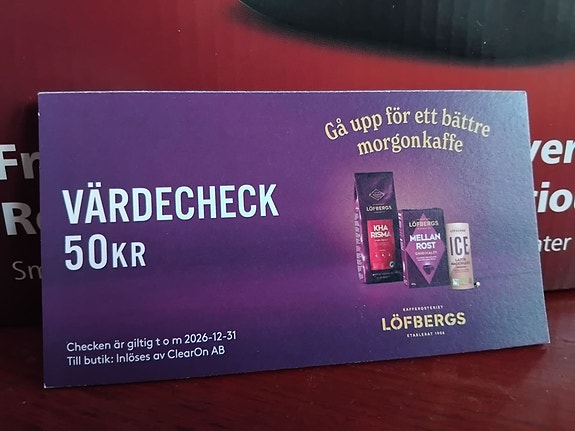 Gå upp för ett bättre
morgonkaffe
VÄRDECHECK
50KR
LÖFBERGS
KHA
RISMA
LÖFBERGS
MELLAN
ROST
ICE
KAFFEROSTERIET
LÖFBERGS
ETABLERAT 1906
Checken är giltig t o m 2026-12-31
Till butik: Inlöses av ClearOn AB